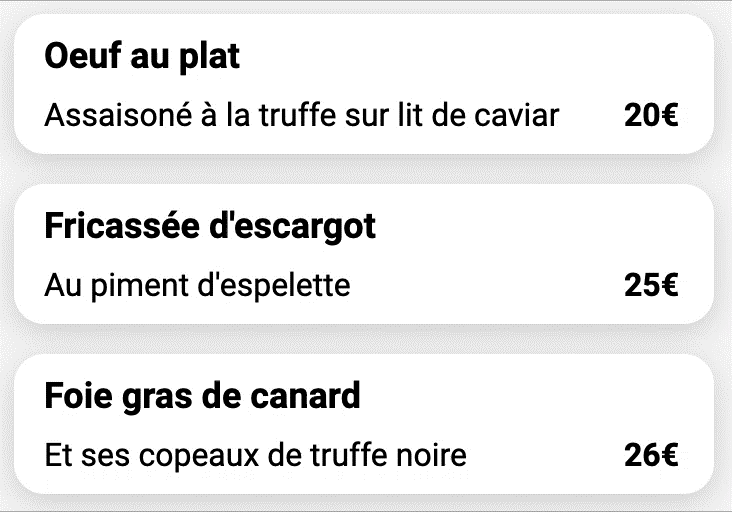 Oeuf au plat
Assaisoné à la truffe sur lit de caviar 20€
Fricassée d'escargot
Au piment d'espelette 25€
Foie gras de canard
Et ses copeaux de truffe noire 26€